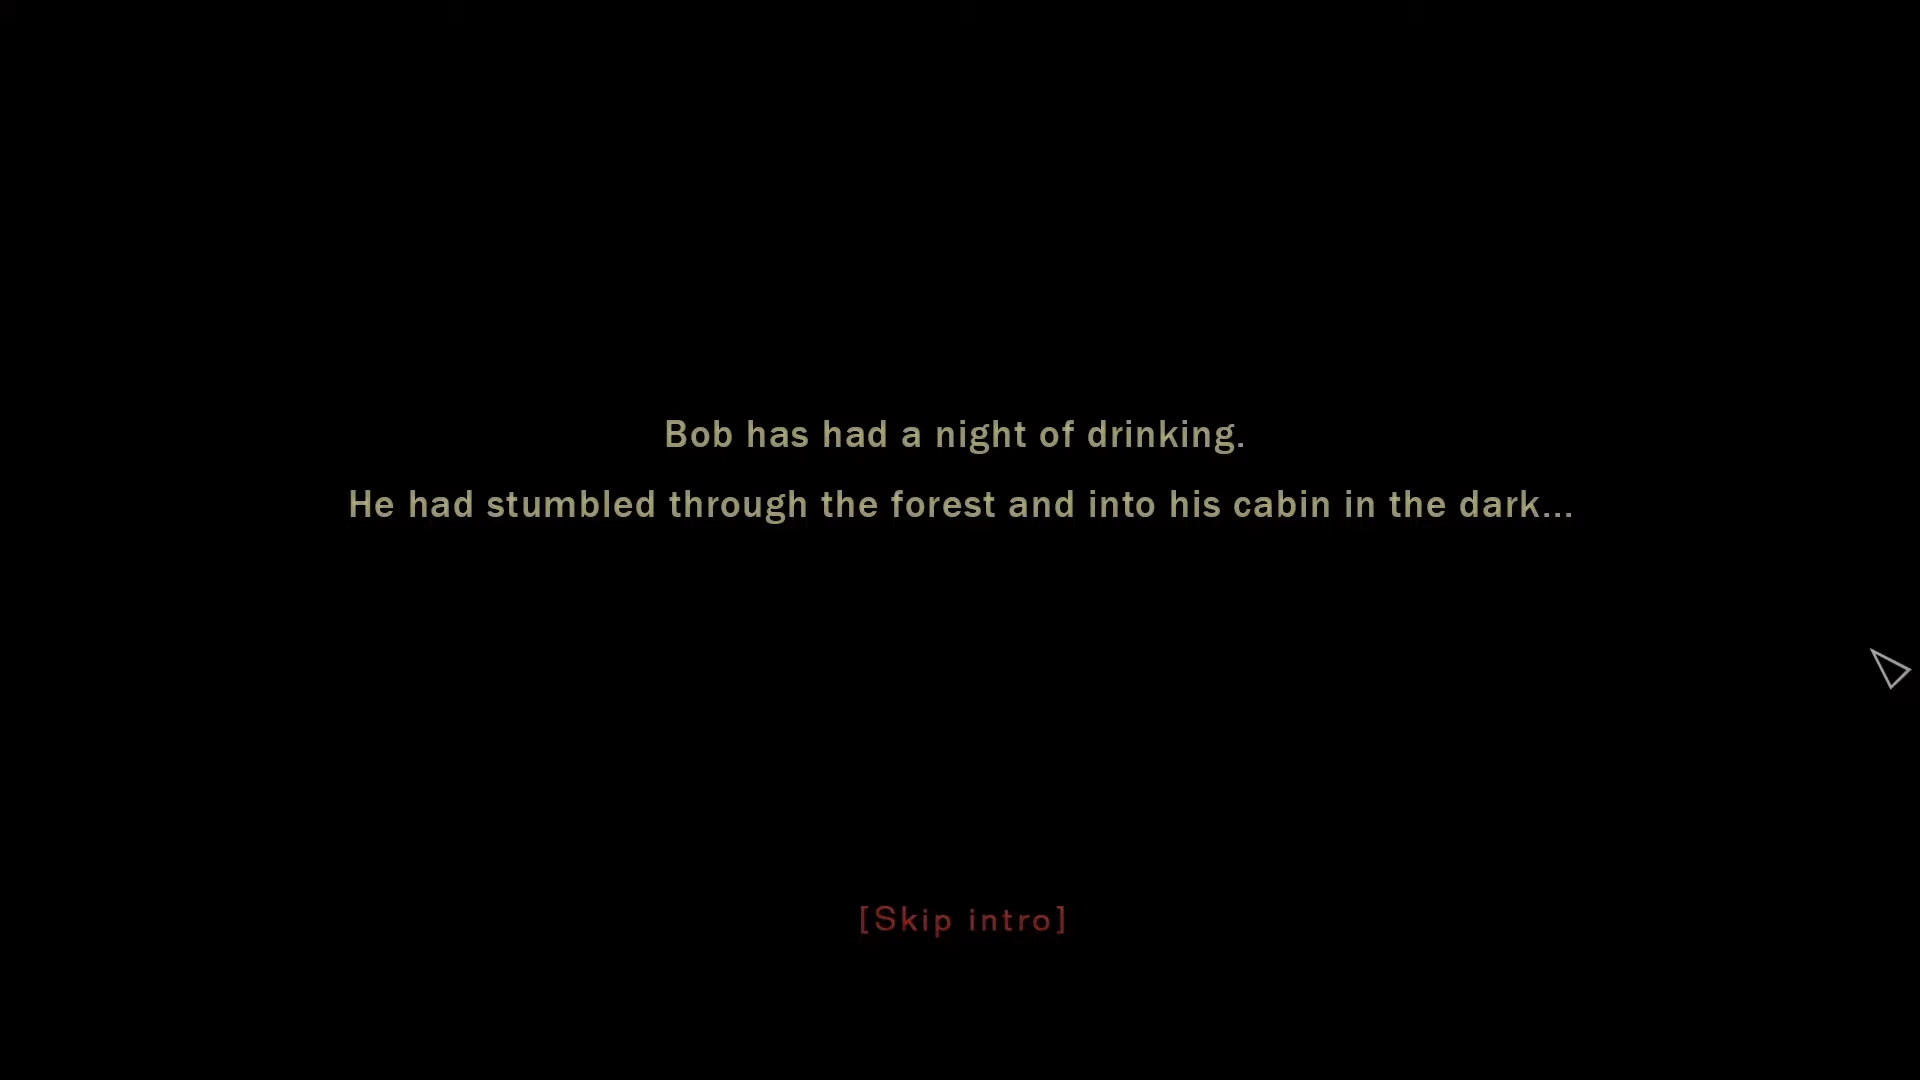 Bob has had a night of drinking.
He had stumbled through the forest and into his cabin in the dark...
[Skip intro]